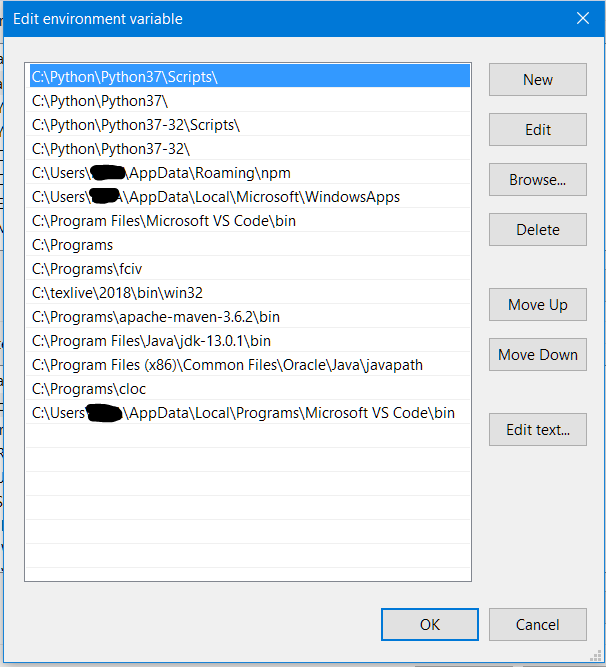 Edit environment variable
C:\Python\Python37\Scripts\
C:\Python\Python37\
C:\Python\Python37-32\Scripts\
C:\Python\Python37-32\
C:\Users\ \AppData\Roaming\npm
C:\Users\ \AppData\Local\Microsoft\WindowsApps
C:\Program Files\Microsoft VS Code\bin
C:\Programs
C:\Programs\fciv
C:\texlive\2018\bin\win32
C:\Programs\apache-maven-3.6.2\bin
C:\Program Files\Java\jdk-13.0.1\bin
C:\Program Files (x86)\Common Files\Oracle\Java\javapath
C:\Programs\cloc
C:\Users\ \AppData\Local\Programs\Microsoft VS Code\bin
New
Edit
Browse...
Delete
Move Up
Move Down
Edit text...
OK
Cancel